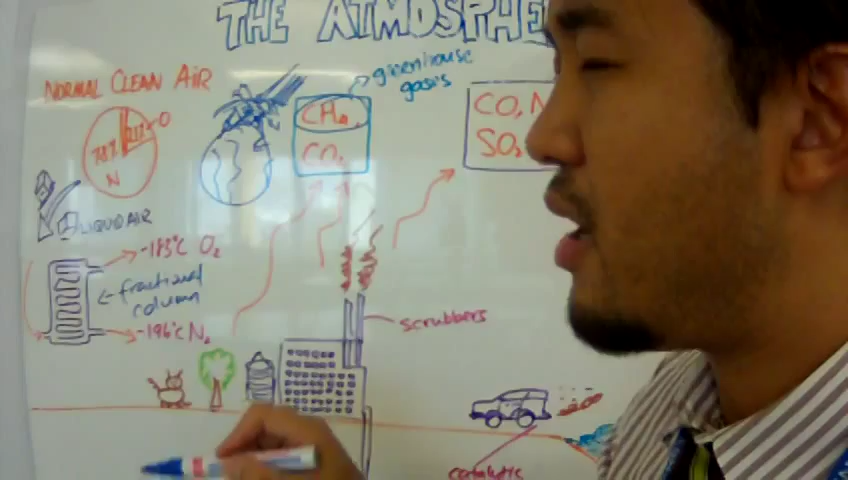 THE ATMOSPHE
greenhouse
gases
NORMAL CLEAN AIR
CH4
CO, N
78%
21%
O
N
CO2
SO2
LIQUID AIR
-183°C O2
fractional
column
-196°C N2
scrubbers
catalytic